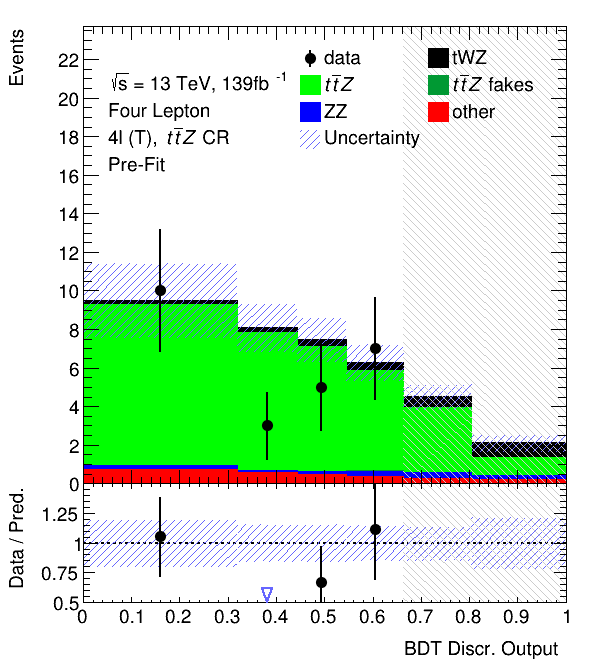 Events
22
20
18
16
14
12
10
8
6
4
2
0
√s = 13 TeV, 139fb⁻¹
Four Lepton
4l (T), tt̅Z CR
Pre-Fit
data
tt̅Z
ZZ
Uncertainty
tWZ
tt̅Z fakes
other
Data / Pred.
1.25
1
0.75
0.5
0 0.1 0.2 0.3 0.4 0.5 0.6 0.7 0.8 0.9 1
BDT Discr. Output